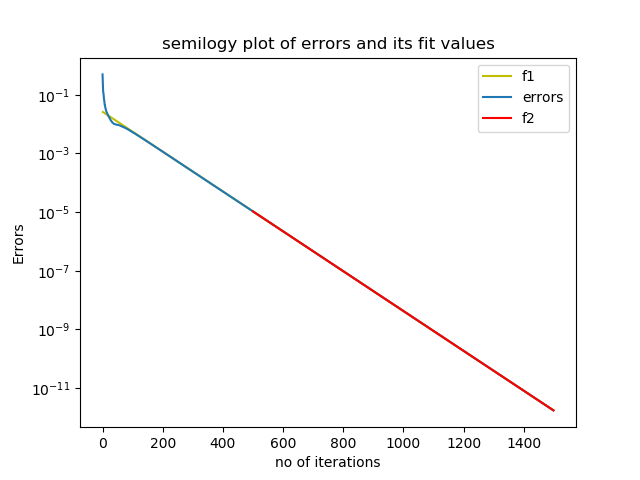 semilogy plot of errors and its fit values
f1
errors
f2
10⁻¹
10⁻³
10⁻⁵
10⁻⁷
10⁻⁹
10⁻¹¹
Errors
0 200 400 600 800 1000 1200 1400
no of iterations